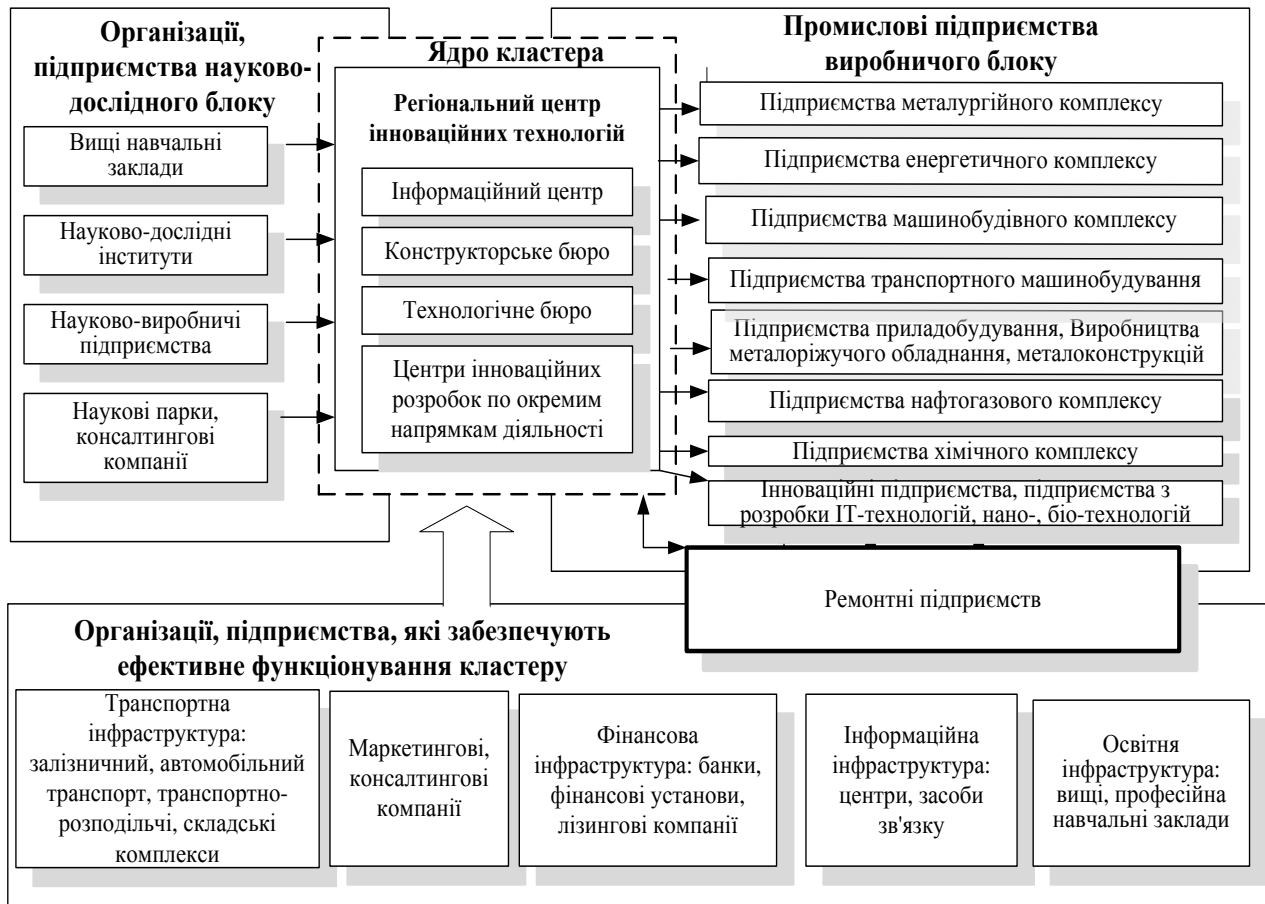 Організації,
підприємства науково-
дослідного блоку
Вищі навчальні
заклади
Науково-дослідні
інститути
Науково-виробничі
підприємства
Наукові парки,
консалтингові
компанії
Ядро кластера
Регіональний центр
інноваційних технологій
Інформаційний центр
Конструкторське бюро
Технологічне бюро
Центри інноваційних
розробок по окремим
напрямкам діяльності
Промислові підприємства
виробничого блоку
Підприємства металургійного комплексу
Підприємства енергетичного комплексу
Підприємства машинобудівного комплексу
Підприємства транспортного машинобудування
Підприємства приладобудування, Виробництва
металоріжучого обладнання, металоконструкцій
Підприємства нафтогазового комплексу
Підприємства хімічного комплексу
Інноваційні підприємства, підприємства з
розробки ІТ-технологій, нано-, біо-технологій
Ремонтні підприємств
Організації, підприємства, які забезпечують
ефективне функціонування кластеру
Транспортна
інфраструктура:
залізничний, автомобільний
транспорт, транспортно-
розподільчі, складські
комплекси
Маркетингові,
консалтингові
компанії
Фінансова
інфраструктура: банки,
фінансові установи,
лізингові компанії
Інформаційна
інфраструктура:
центри, засоби
зв'язку
Освітня
інфраструктура:
вищі, професійна
навчальні заклади